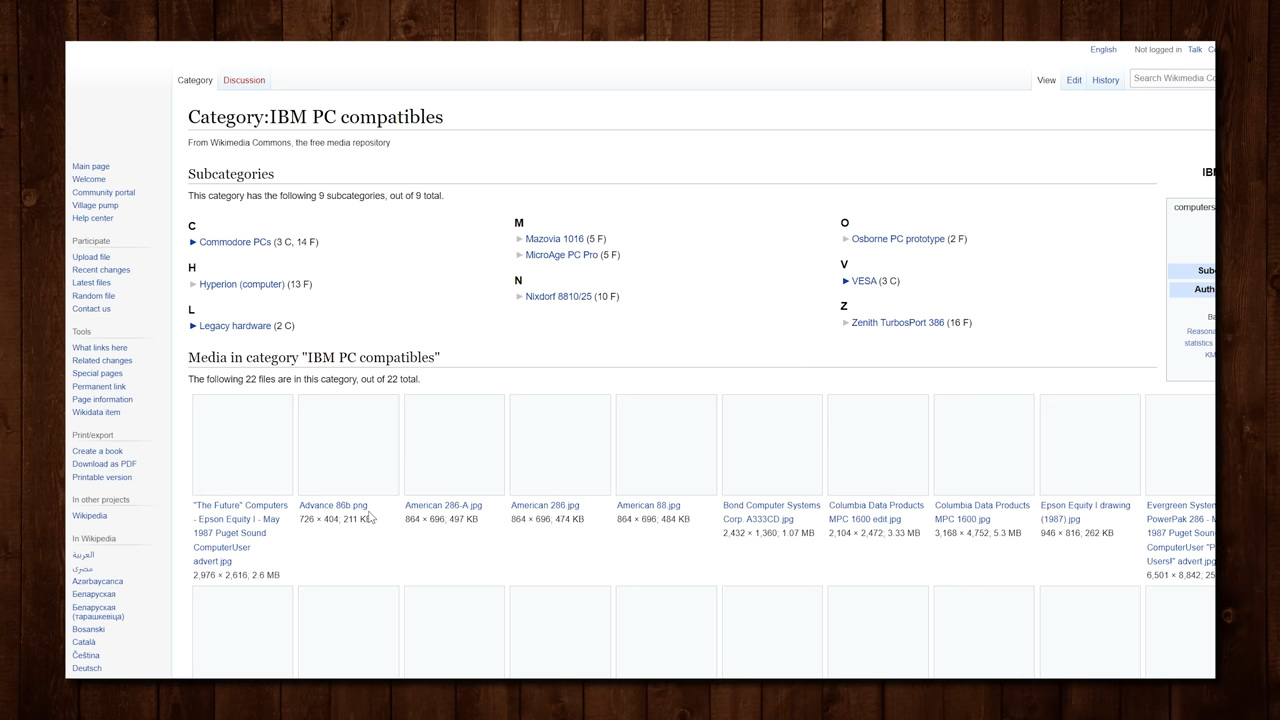 English Not logged in Talk
Category Discussion View Edit History Search Wikimedia Co
Category:IBM PC compatibles
From Wikimedia Commons, the free media repository
Main page
Welcome
Community portal
Village pump
Help center
Participate
Upload file
Recent changes
Latest files
Random file
Contact us
Tools
What links here
Related changes
Special pages
Permanent link
Page information
Wikidata item
Print/export
Create a book
Download as PDF
Printable version
In other projects
Wikipedia
In Wikipedia
العربية
مصرى
Azərbaycanca
Беларуская
Беларуская
(тарашкевіца)
Bosanski
Català
Čeština
Deutsch
Subcategories
This category has the following 9 subcategories, out of 9 total.
C
► Commodore PCs (3 C, 14 F)
H
► Hyperion (computer) (13 F)
L
► Legacy hardware (2 C)
M
► Mazovia 1016 (5 F)
► MicroAge PC Pro (5 F)
N
► Nixdorf 8810/25 (10 F)
O
► Osborne PC prototype (2 F)
V
► VESA (3 C)
Z
► Zenith TurbosPort 386 (16 F)
computers
Media in category "IBM PC compatibles"
The following 22 files are in this category, out of 22 total.
"The Future" Computers
- Epson Equity I - May
1987 Puget Sound
ComputerUser
advert.jpg
2,976 × 2,616; 2.6 MB
Advance 86b.png
726 × 404; 211 KB
American 286-A.jpg
864 × 696; 497 KB
American 286.jpg
864 × 696; 474 KB
American 88.jpg
864 × 696; 484 KB
Bond Computer Systems
Corp. A333CD.jpg
2,432 × 1,360; 1.07 MB
Columbia Data Products
MPC 1600 edit.jpg
2,104 × 2,472; 3.33 MB
Columbia Data Products
MPC 1600.jpg
3,168 × 4,752; 5.3 MB
Epson Equity I drawing
(1987).jpg
946 × 816; 262 KB
Evergreen System
PowerPak 286 -
1987 Puget Soun
ComputerUser "P
Users!" advert.jpg
6,501 × 8,842; 25